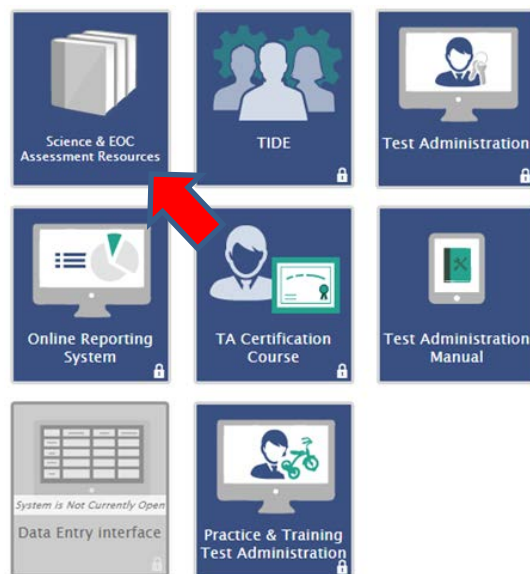 Science & EOC
Assessment Resources
TIDE
Test Administration
Online Reporting
System
TA Certification
Course
Test Administration
Manual
System is Not Currently Open
Data Entry interface
Practice & Training
Test Administration